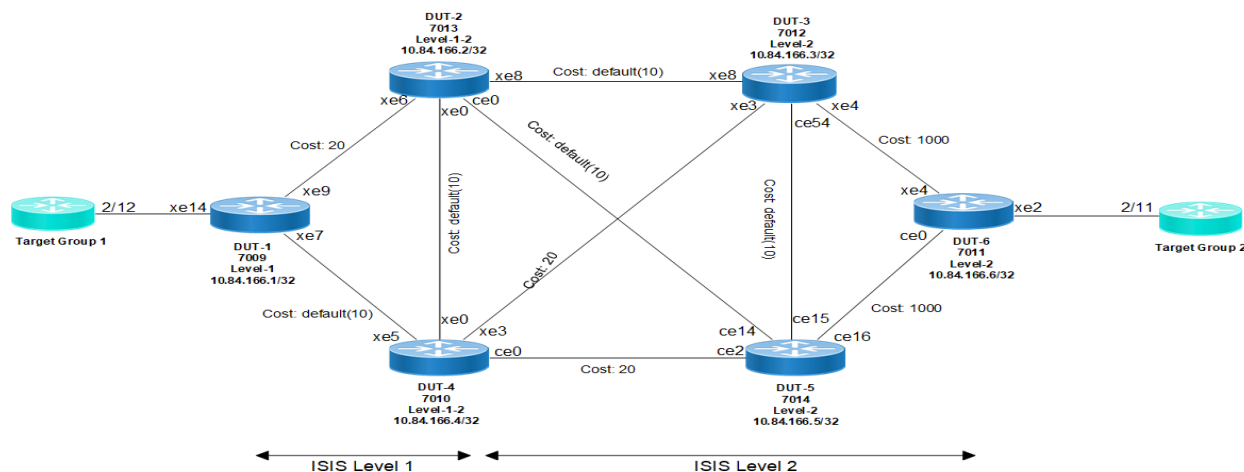 DUT-2
7013
Level-1-2
10.84.166.2/32
DUT-3
7012
Level-2
10.84.166.3/32
xe8
Cost: default(10)
xe8
xe6
ce0
xe0
xe3
xe4
ce54
Cost: 20
Cost: default(10)
Cost: 1000
Cost: default(10)
Cost: default(10)
Cost: 20
xe9
xe4
2/12
xe14
xe2
2/11
Target Group 1
DUT-1
7009
Level-1
10.84.166.1/32
xe7
ce0
DUT-6
7011
Level-2
10.84.166.6/32
Target Group 2
Cost: default(10)
Cost: 1000
xe0
xe5
xe3
ce0
ce15
ce14
ce16
ce2
Cost: 20
DUT-4
7010
Level-1-2
10.84.166.4/32
DUT-5
7014
Level-2
10.84.166.5/32
ISIS Level 1
ISIS Level 2